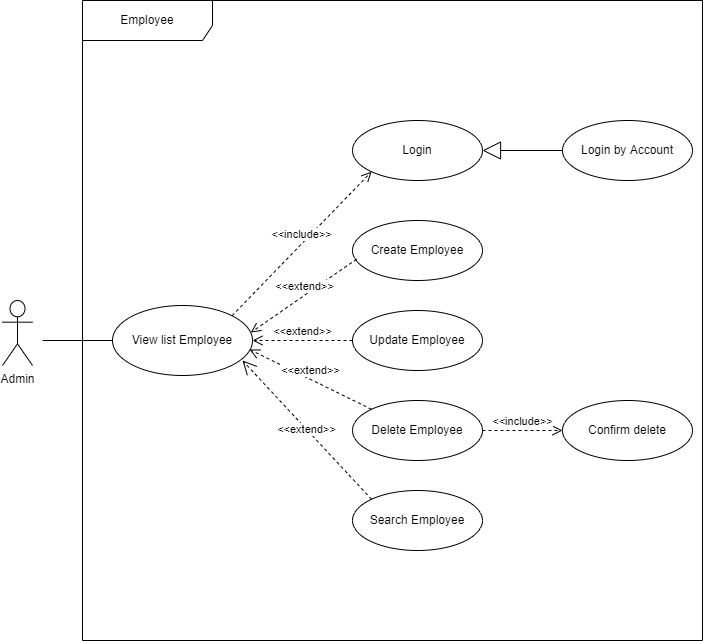 Employee
Login
Login by Account
<<include>>
Create Employee
<<extend>>
Admin
View list Employee
<<extend>>
Update Employee
<<extend>>
Delete Employee
<<include>>
Confirm delete
<<extend>>
Search Employee